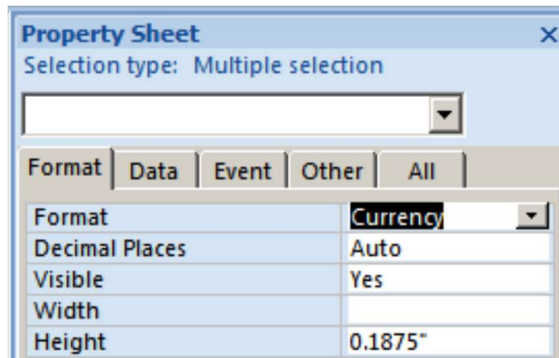 Property Sheet
Selection type: Multiple selection
Format Data Event Other All
Format Currency
Decimal Places Auto
Visible Yes
Width
Height 0.1875"